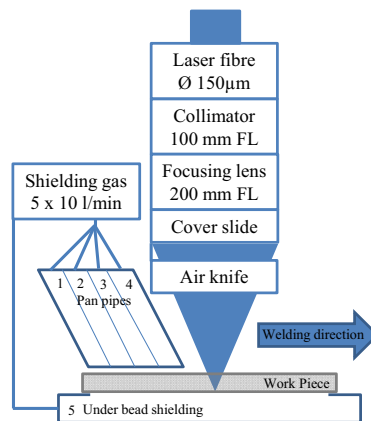 Laser fibre
Ø 150µm
Collimator
100 mm FL
Focusing lens
200 mm FL
Cover slide
Air knife
Shielding gas
5 x 10 l/min
1 2 3 4
Pan pipes
Welding direction
Work Piece
5 Under bead shielding